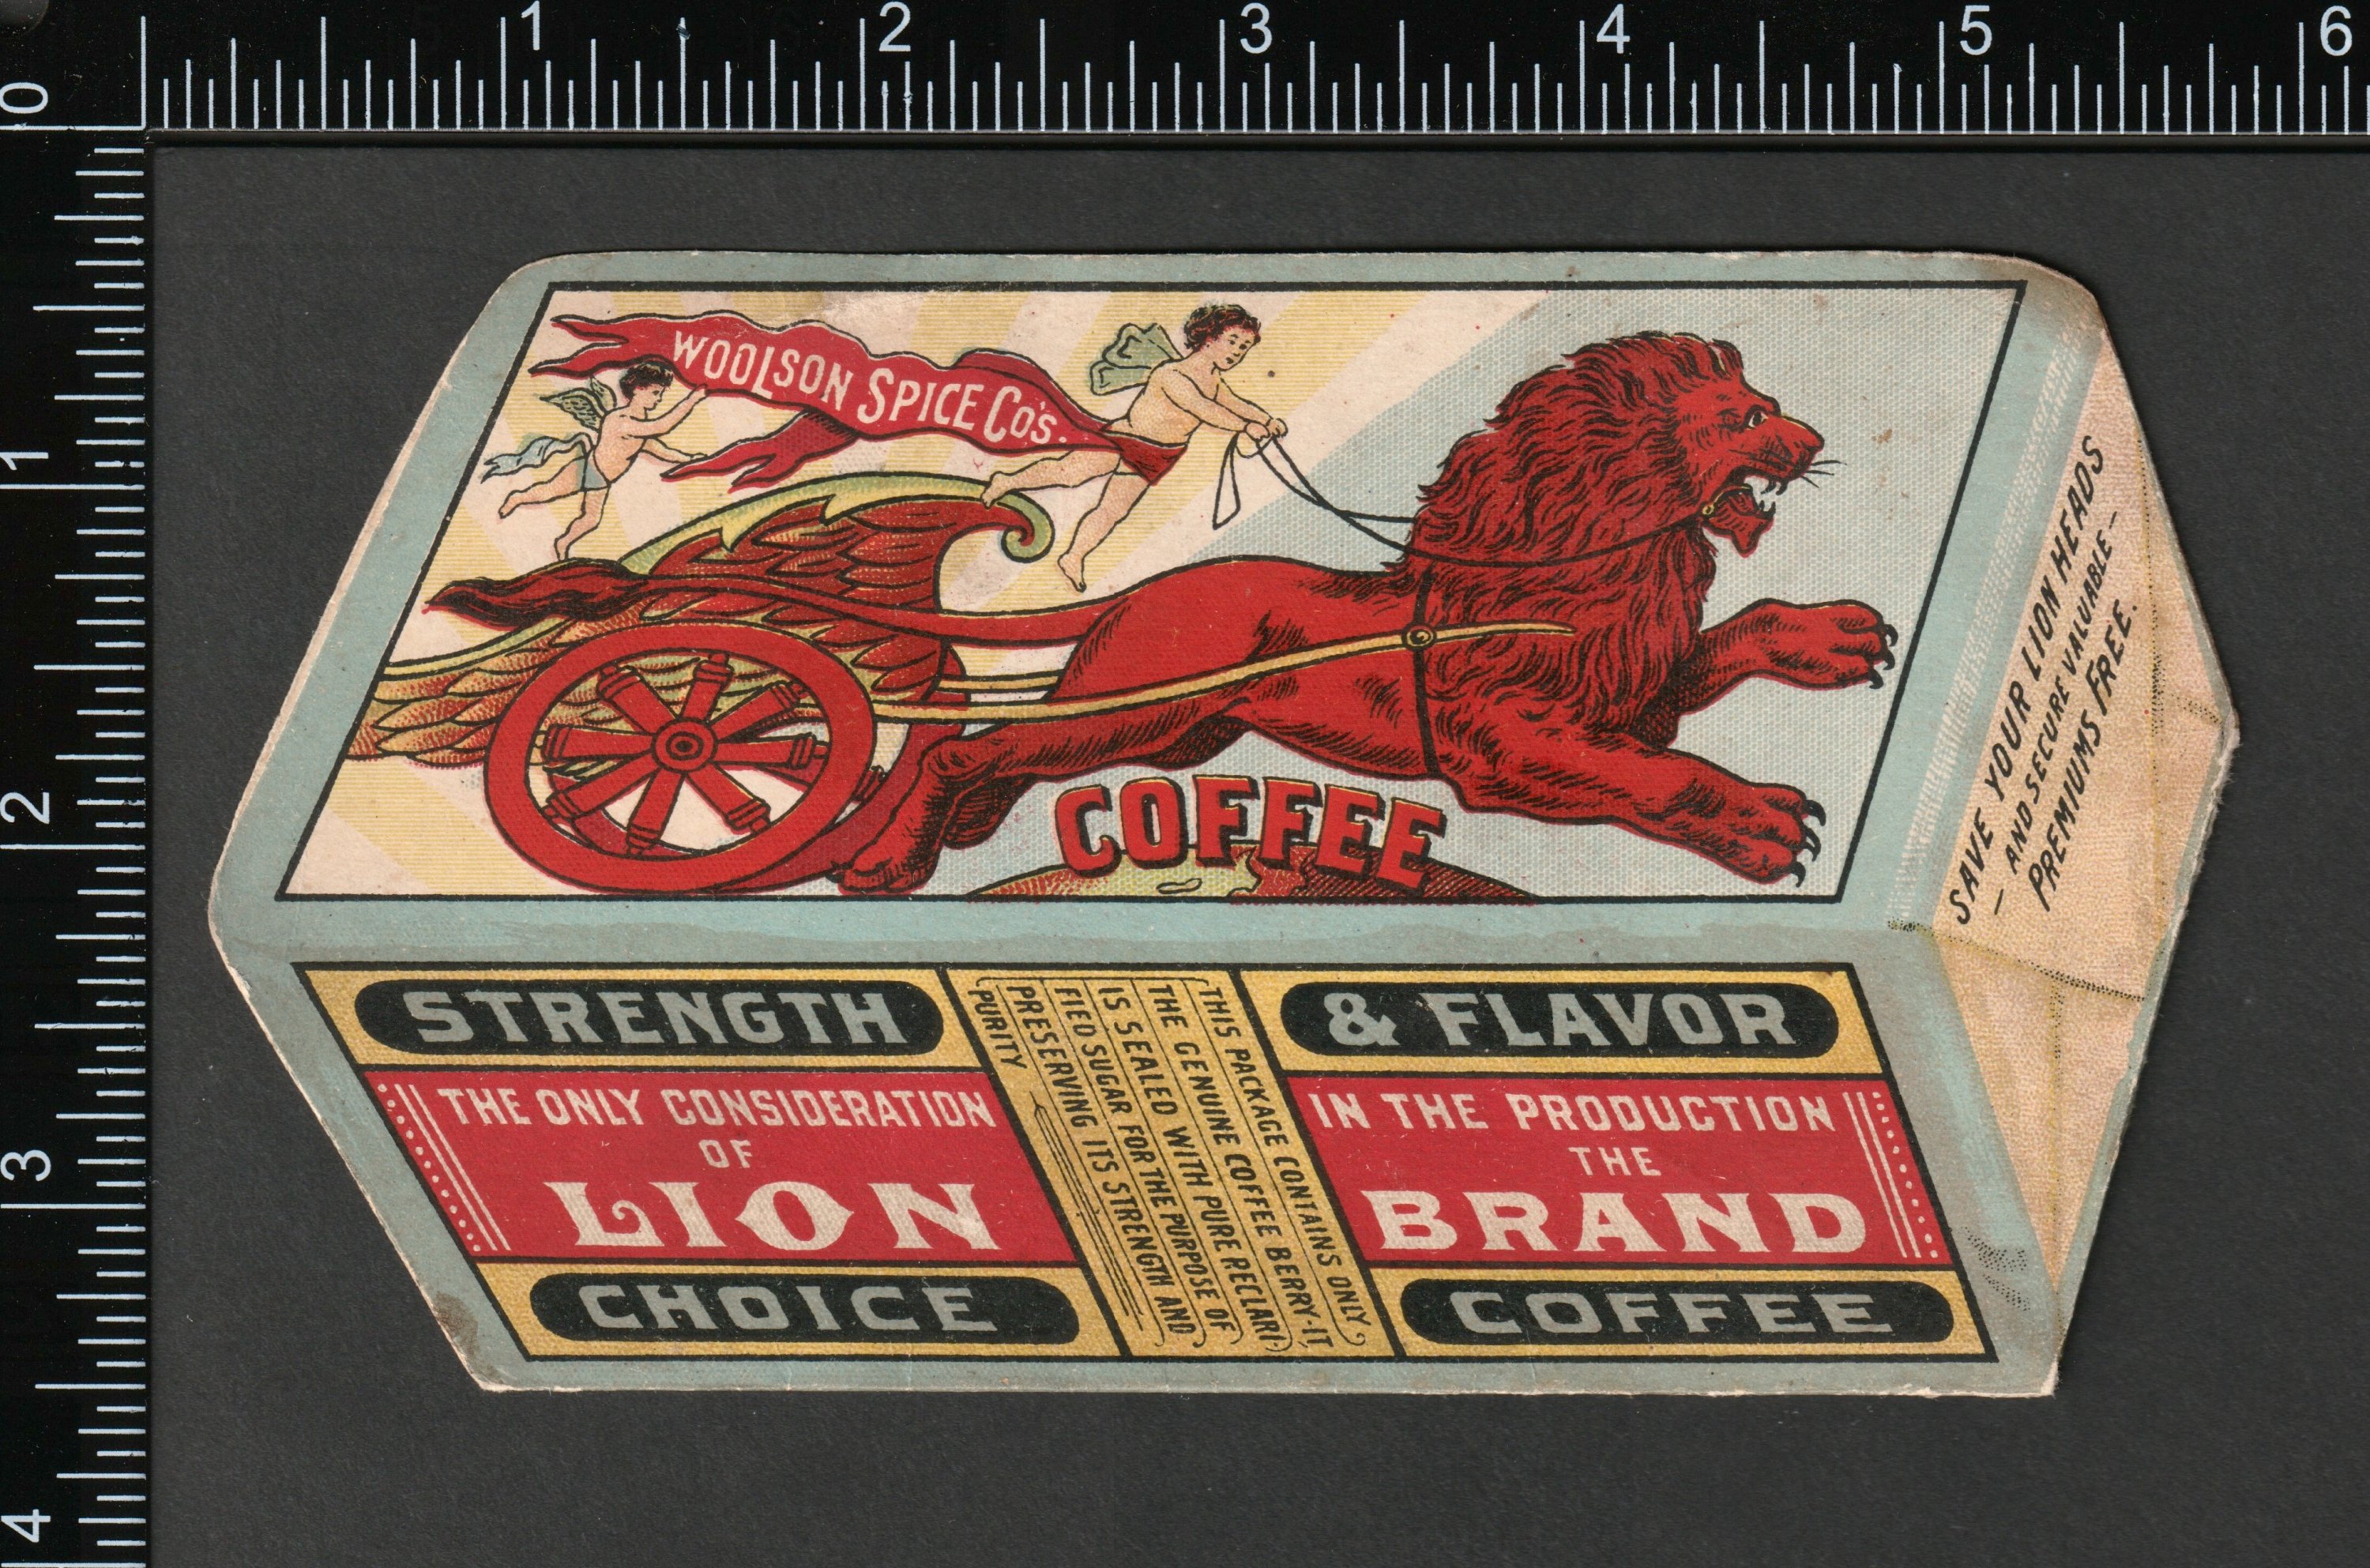 1 2 3 4 5 6
0
1
2
3
4
WOOLSON SPICE CO'S.
COFFEE
SAVE YOUR LION HEADS
- AND SECURE VALUABLE -
PREMIUMS FREE.
STRENGTH
THE ONLY CONSIDERATION
OF
LION
CHOICE
THIS PACKAGE CONTAINS ONLY
THE GENUINE COFFEE BERRY-IT
IS SEALED WITH PURE RECLARI-
FIED SUGAR FOR THE PURPOSE OF
PRESERVING ITS STRENGTH AND
PURITY
& FLAVOR
IN THE PRODUCTION
THE
BRAND
COFFEE